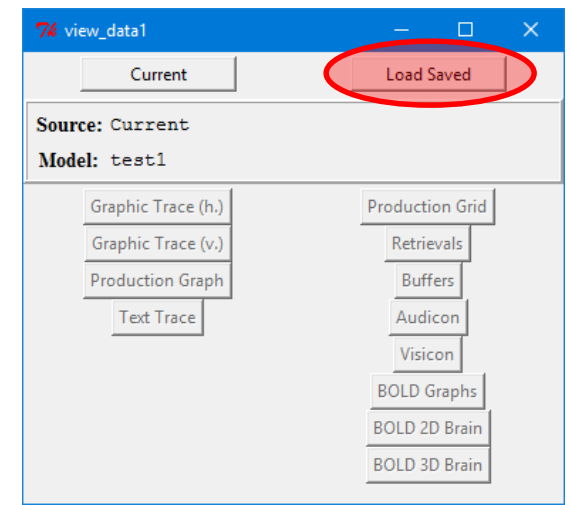 view_data1
Current Load Saved
Source: Current
Model: test1
Graphic Trace (h.) Production Grid
Graphic Trace (v.) Retrievals
Production Graph Buffers
Text Trace Audicon
Visicon
BOLD Graphs
BOLD 2D Brain
BOLD 3D Brain